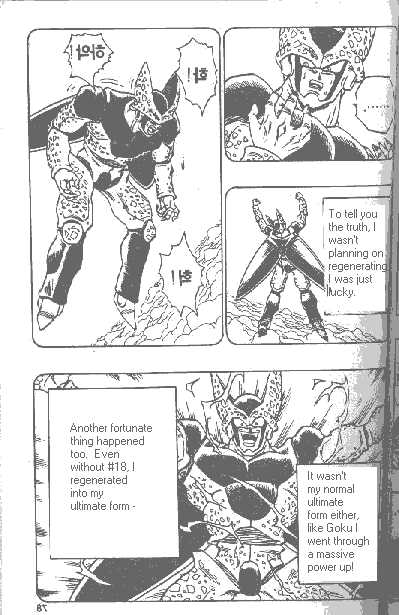 .......
To tell you
the truth, I
wasn't
planning on
regenerating
I was just
lucky.
Another fortunate
thing happened
too. Even
without #18, I
regenerated
into my
ultimate form -
It wasn't
my normal
ultimate
form either,
like Goku I
went through
a massive
power up!